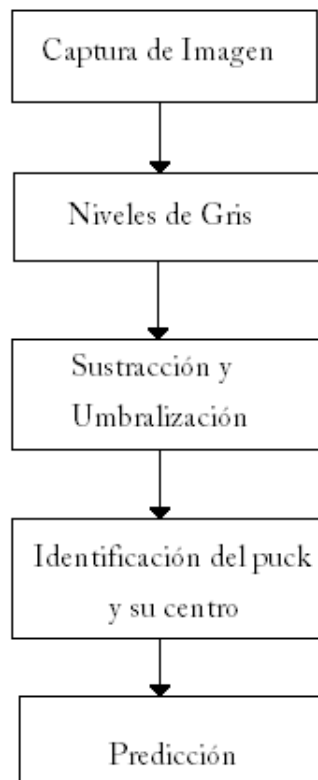 Captura de Imagen
Niveles de Gris
Sustracción y
Umbralización
Identificación del puck
y su centro
Predicción